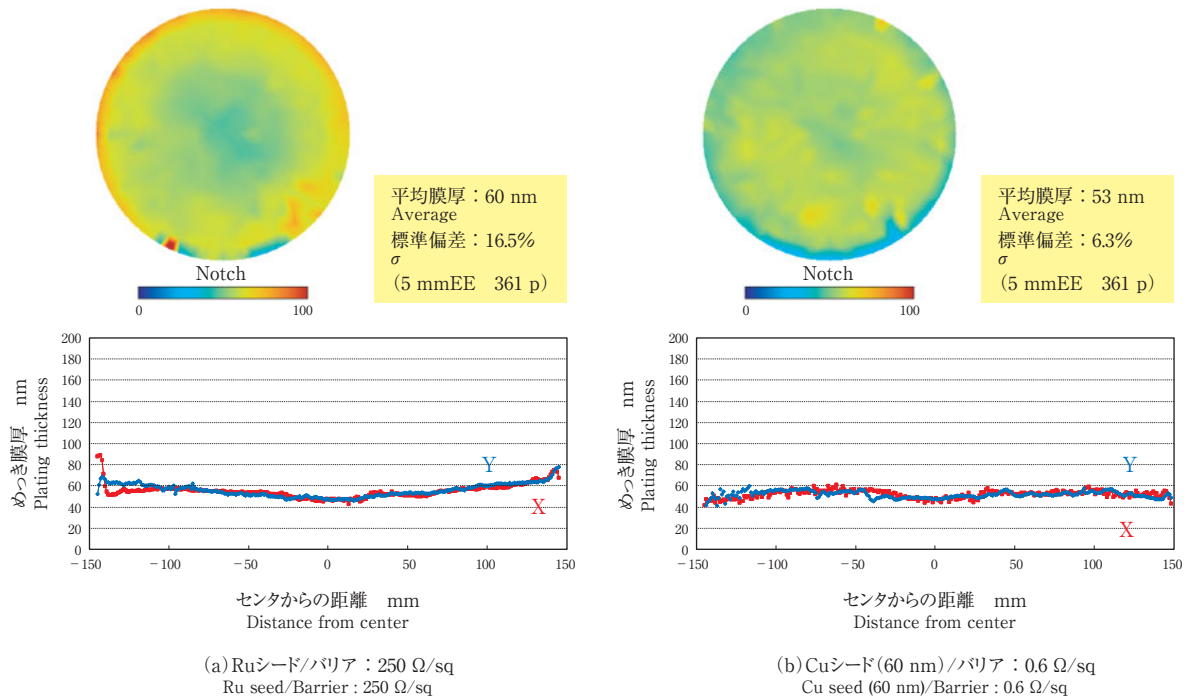 平均膜厚：60 nm
Average
標準偏差：16.5%
σ
(5 mmEE 361 p)
Notch
0
100
平均膜厚：53 nm
Average
標準偏差：6.3%
σ
(5 mmEE 361 p)
Notch
0
100
めっき膜厚 nm
Plating thickness
200
180
160
140
120
100
80
60
40
20
0
Y
X
−150
−100
−50
0
50
100
150
センタからの距離 mm
Distance from center
(a) Ruシード/バリア：250 Ω/sq
Ru seed/Barrier : 250 Ω/sq
めっき膜厚 nm
Plating thickness
200
180
160
140
120
100
80
60
40
20
0
Y
X
−150
−100
−50
0
50
100
150
センタからの距離 mm
Distance from center
(b) Cuシード(60 nm)/バリア：0.6 Ω/sq
Cu seed (60 nm)/Barrier : 0.6 Ω/sq